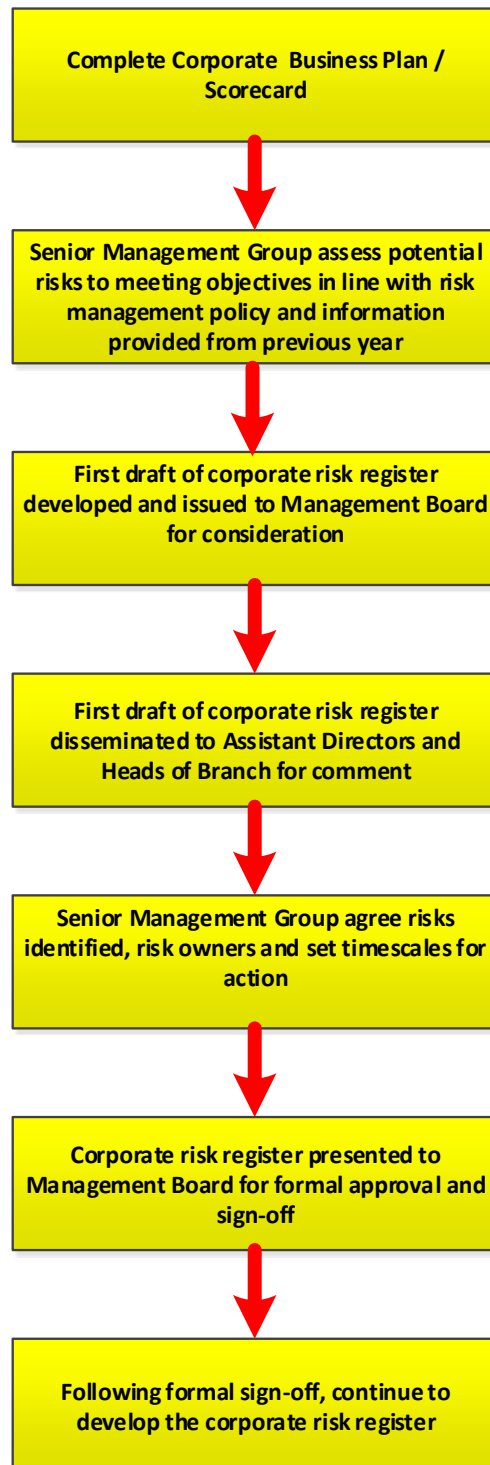 Complete Corporate Business Plan /
Scorecard
Senior Management Group assess potential
risks to meeting objectives in line with risk
management policy and information
provided from previous year
First draft of corporate risk register
developed and issued to Management Board
for consideration
First draft of corporate risk register
disseminated to Assistant Directors and
Heads of Branch for comment
Senior Management Group agree risks
identified, risk owners and set timescales for
action
Corporate risk register presented to
Management Board for formal approval and
sign-off
Following formal sign-off, continue to
develop the corporate risk register